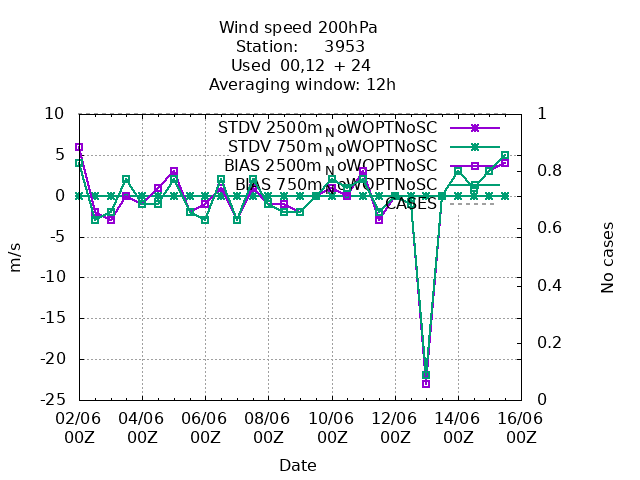 Wind speed 200hPa
Station: 3953
Used 00,12 + 24
Averaging window: 12h
10 1
STDV 2500m_NoWOPTNoSC
STDV 750m_NoWOPTNoSC
5
BIAS 2500m_NoWOPTNoSC
0.8
BIAS 750m_NoWOPTNoSC
0
CASES
0.6
-5
-10
0.4
-15
0.2
-20
-25 0
m/s
No cases
02/06 04/06 06/06 08/06 10/06 12/06 14/06 16/06
00Z 00Z 00Z 00Z 00Z 00Z 00Z 00Z
Date